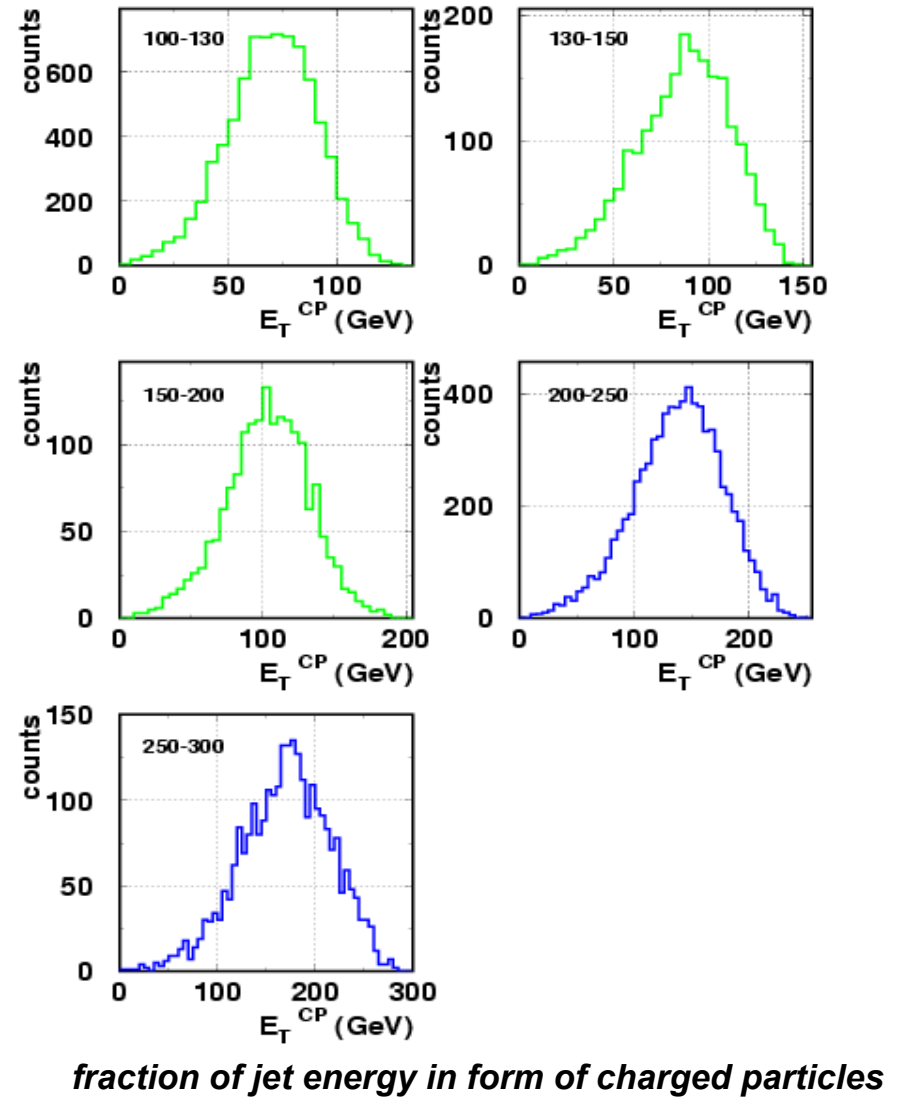 counts
600
400
200
0
100-130
0 50 100
E_T^CP (GeV)
counts
200
100
0
130-150
0 50 100 150
E_T^CP (GeV)
counts
100
50
0
150-200
0 100 200
E_T^CP (GeV)
counts
400
200
0
200-250
0 100 200
E_T^CP (GeV)
counts
150
100
50
0
250-300
0 100 200 300
E_T^CP (GeV)
fraction of jet energy in form of charged particles